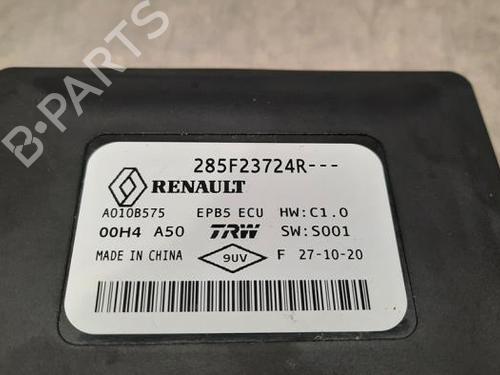 285F23724R---
RENAULT
A010B575 EPB5 ECU HW:C1.0
00H4 A50 TRW SW:S001
MADE IN CHINA 9UV F 27-10-20
B-PARTS